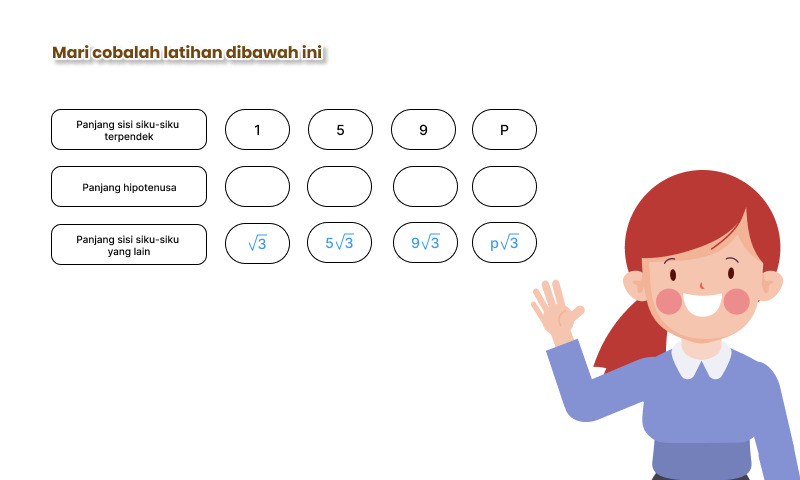 Mari cobalah latihan dibawah ini
Panjang sisi siku-siku
terpendek
1 5 9 P
Panjang hipotenusa
Panjang sisi siku-siku
yang lain
√3 5√3 9√3 p√3